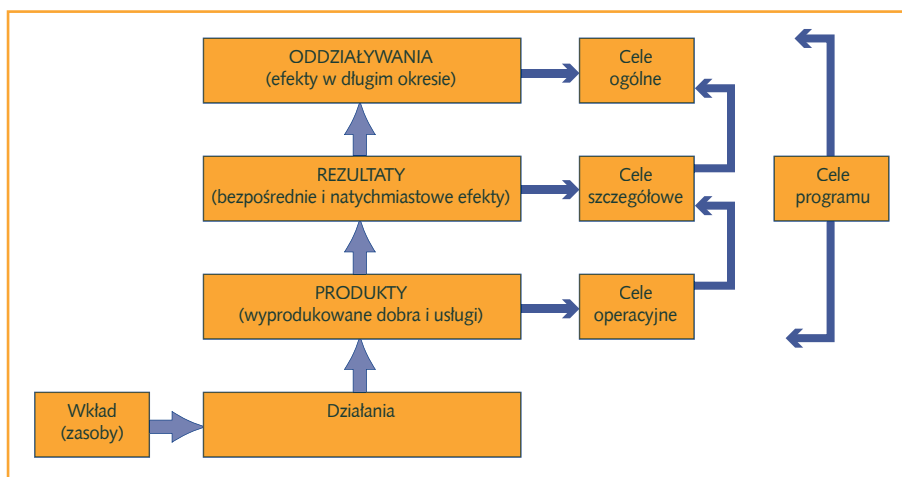 ODDZIAŁYWANIA
(efekty w długim okresie)
Cele
ogólne
REZULTATY
(bezpośrednie i natychmiastowe efekty)
Cele
szczegółowe
Cele
programu
PRODUKTY
(wyprodukowane dobra i usługi)
Cele
operacyjne
Wkład
(zasoby)
Działania